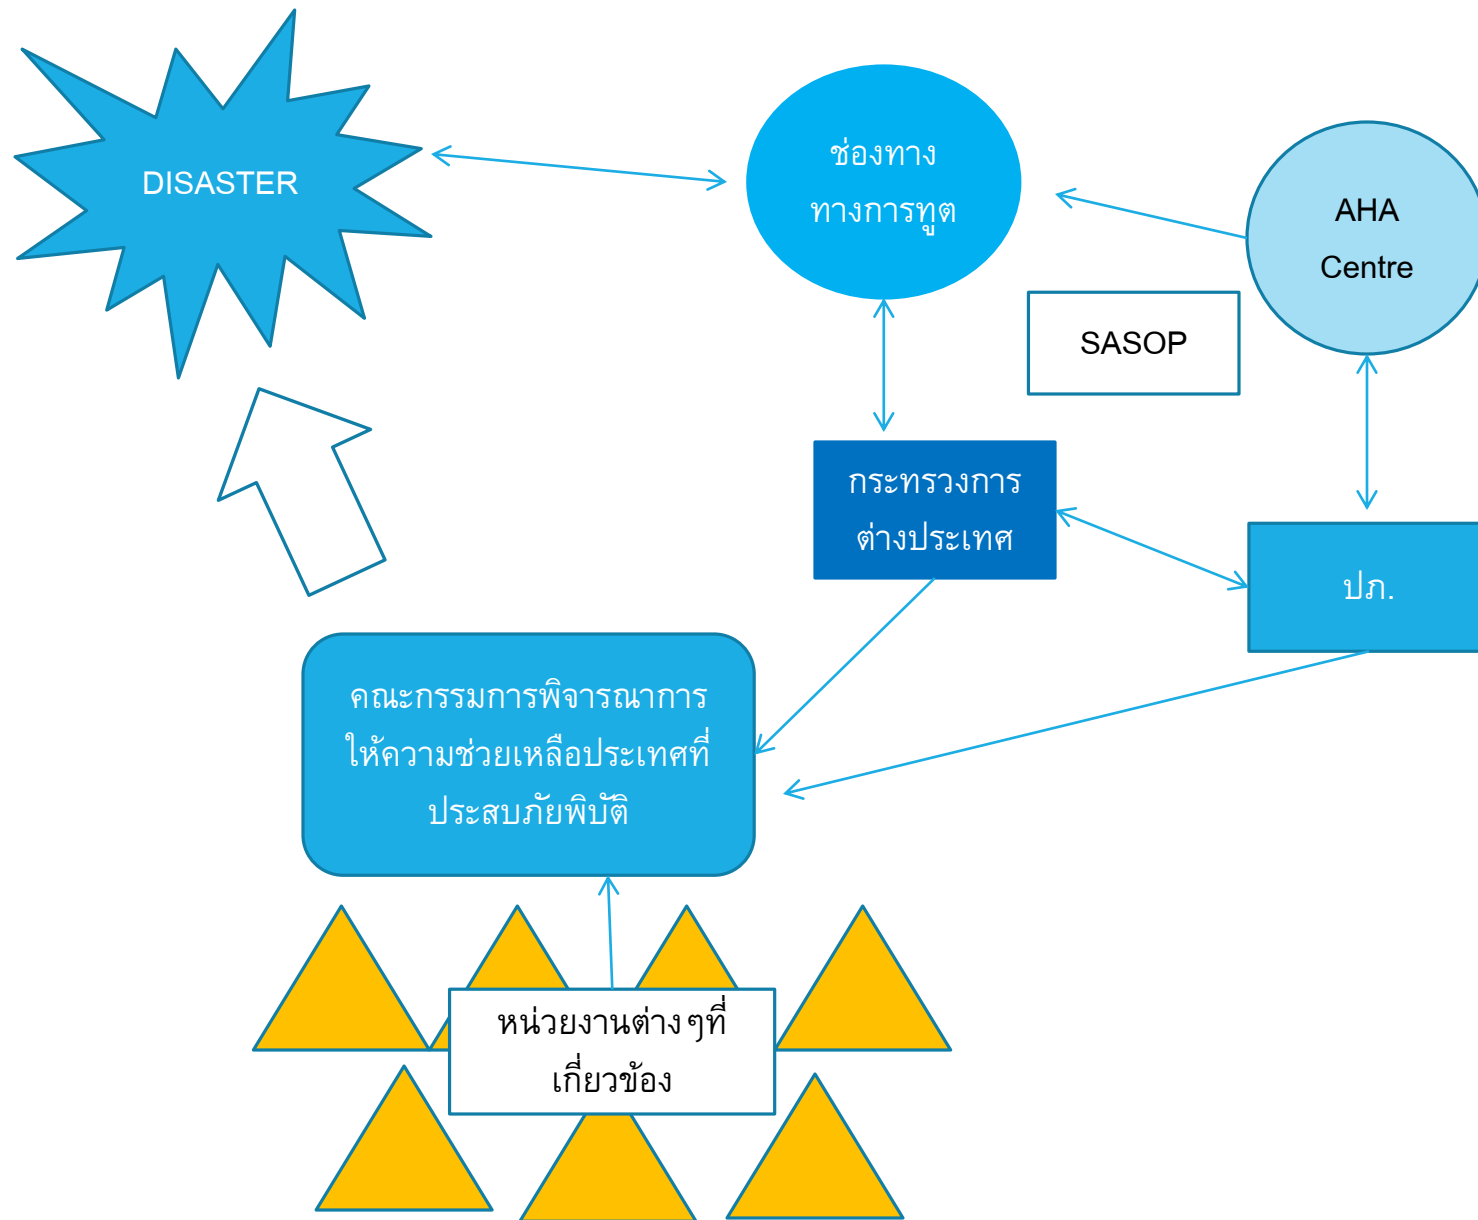 DISASTER
ช่องทาง
ทางการทูต
AHA
Centre
SASOP
กระทรวงการ
ต่างประเทศ
ปภ.
คณะกรรมการพิจารณาการ
ให้ความช่วยเหลือประเทศที่
ประสบภัยพิบัติ
หน่วยงานต่าง ๆที่
เกี่ยวข้อง